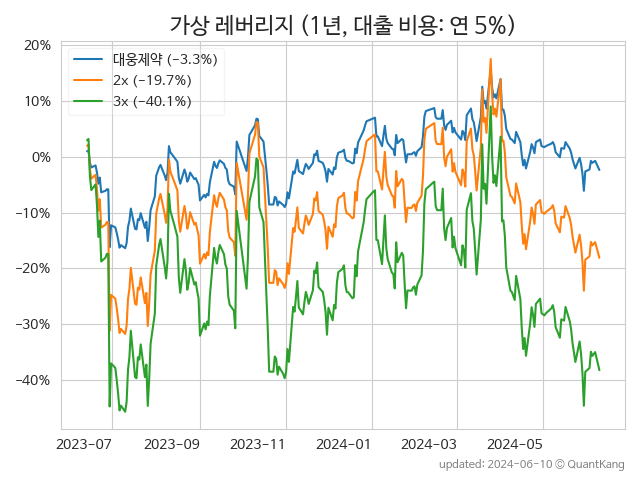 가상 레버리지 (1년, 대출 비용: 연 5%)
20%
10%
0%
−10%
−20%
−30%
−40%
대웅제약 (−3.3%)
2x (−19.7%)
3x (−40.1%)
2023-07
2023-09
2023-11
2024-01
2024-03
2024-05
updated: 2024-06-10 © QuantKang